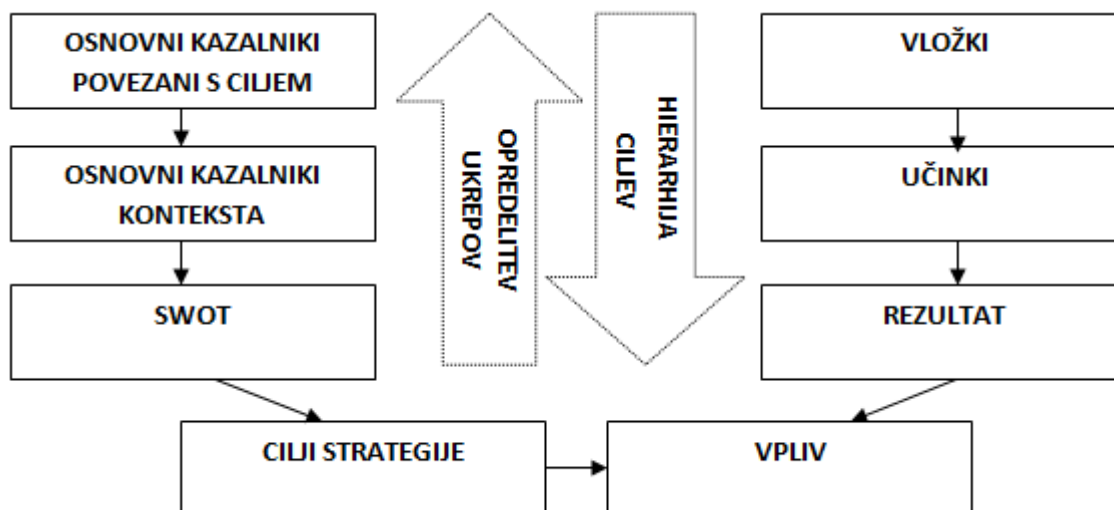 OSNOVNI KAZALNIKI
POVEZANI S CILJEM
OSNOVNI KAZALNIKI
KONTEKSTA
SWOT
OPREDELITEV
UKREPOV
HIERARHIJA
CILJEV
VLOŽKI
UČINKI
REZULTAT
CILJI STRATEGIJE
VPLIV